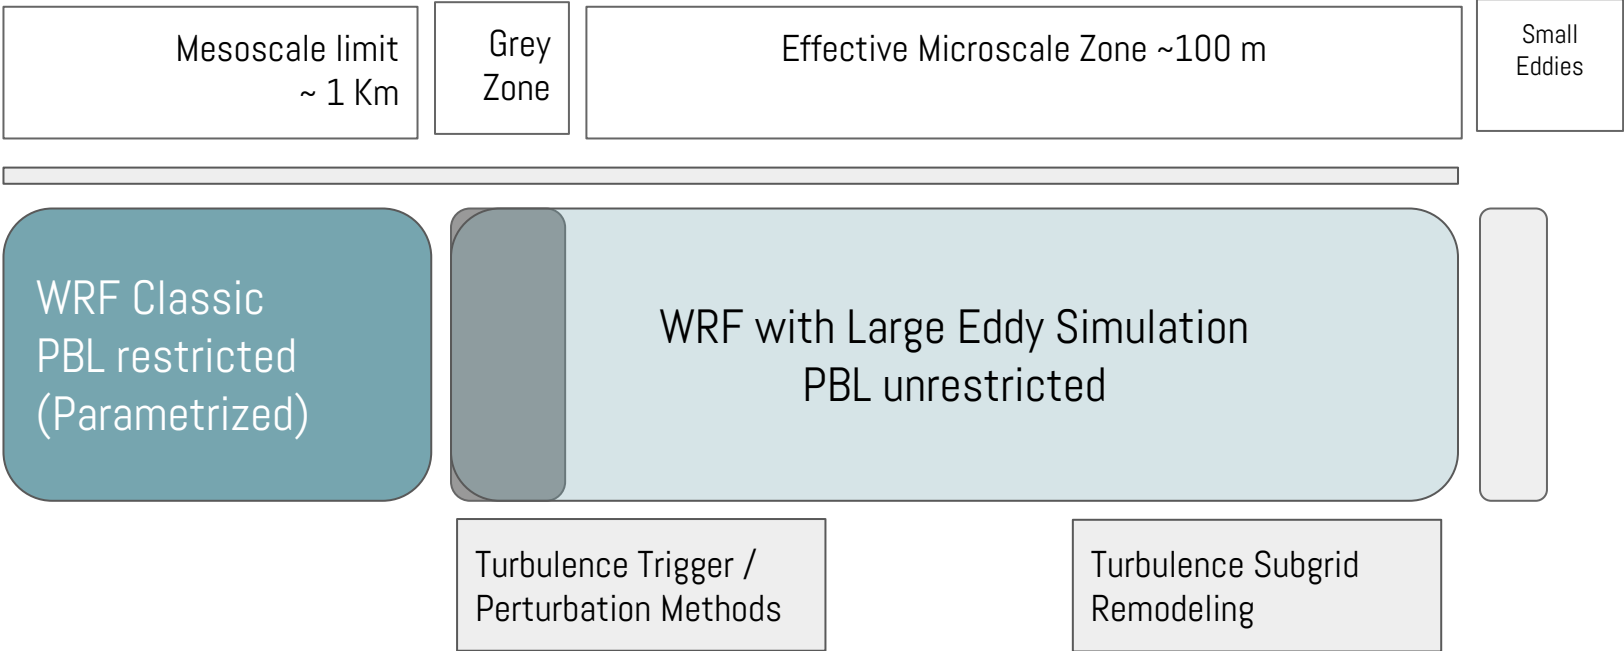 Mesoscale limit
~ 1 Km
Grey
Zone
Effective Microscale Zone ~100 m
Small
Eddies
WRF Classic
PBL restricted
(Parametrized)
WRF with Large Eddy Simulation
PBL unrestricted
Turbulence Trigger /
Perturbation Methods
Turbulence Subgrid
Remodeling